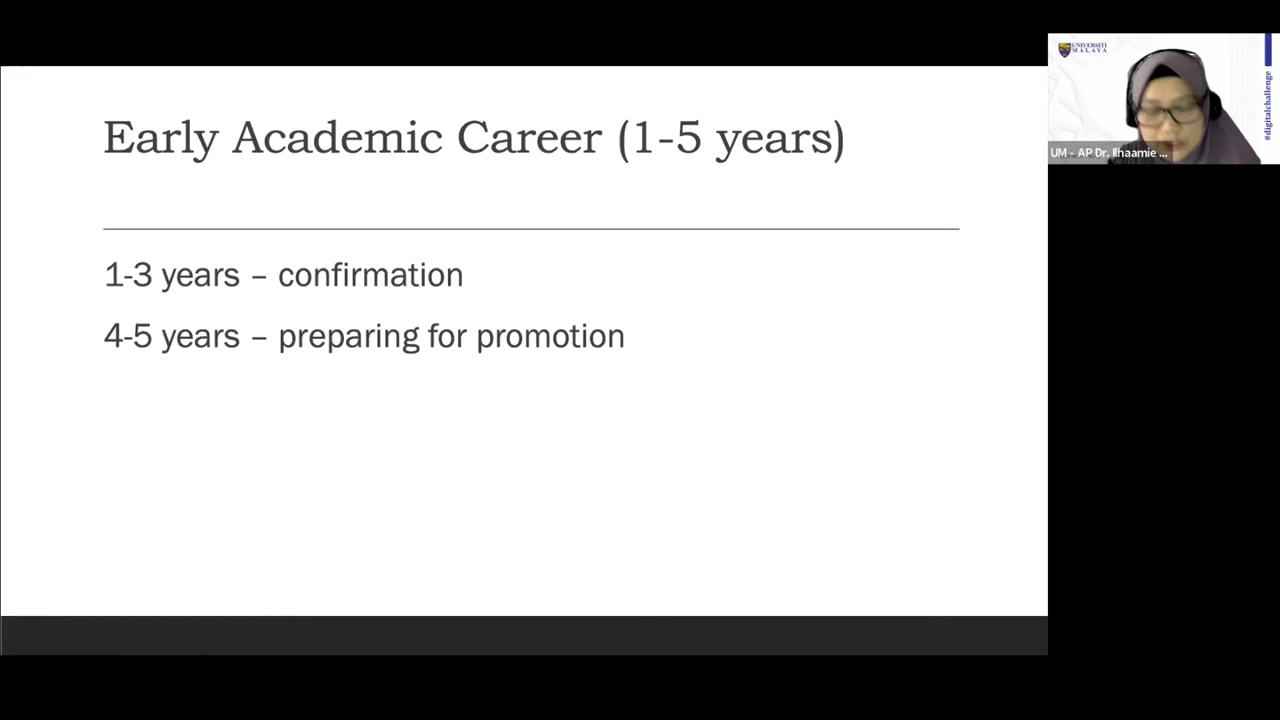 Early Academic Career (1-5 years)
1-3 years – confirmation
4-5 years – preparing for promotion
UNIVERSITI
MALAYA
#digitalchallenge
UM - AP Dr. Ilhaamie ...